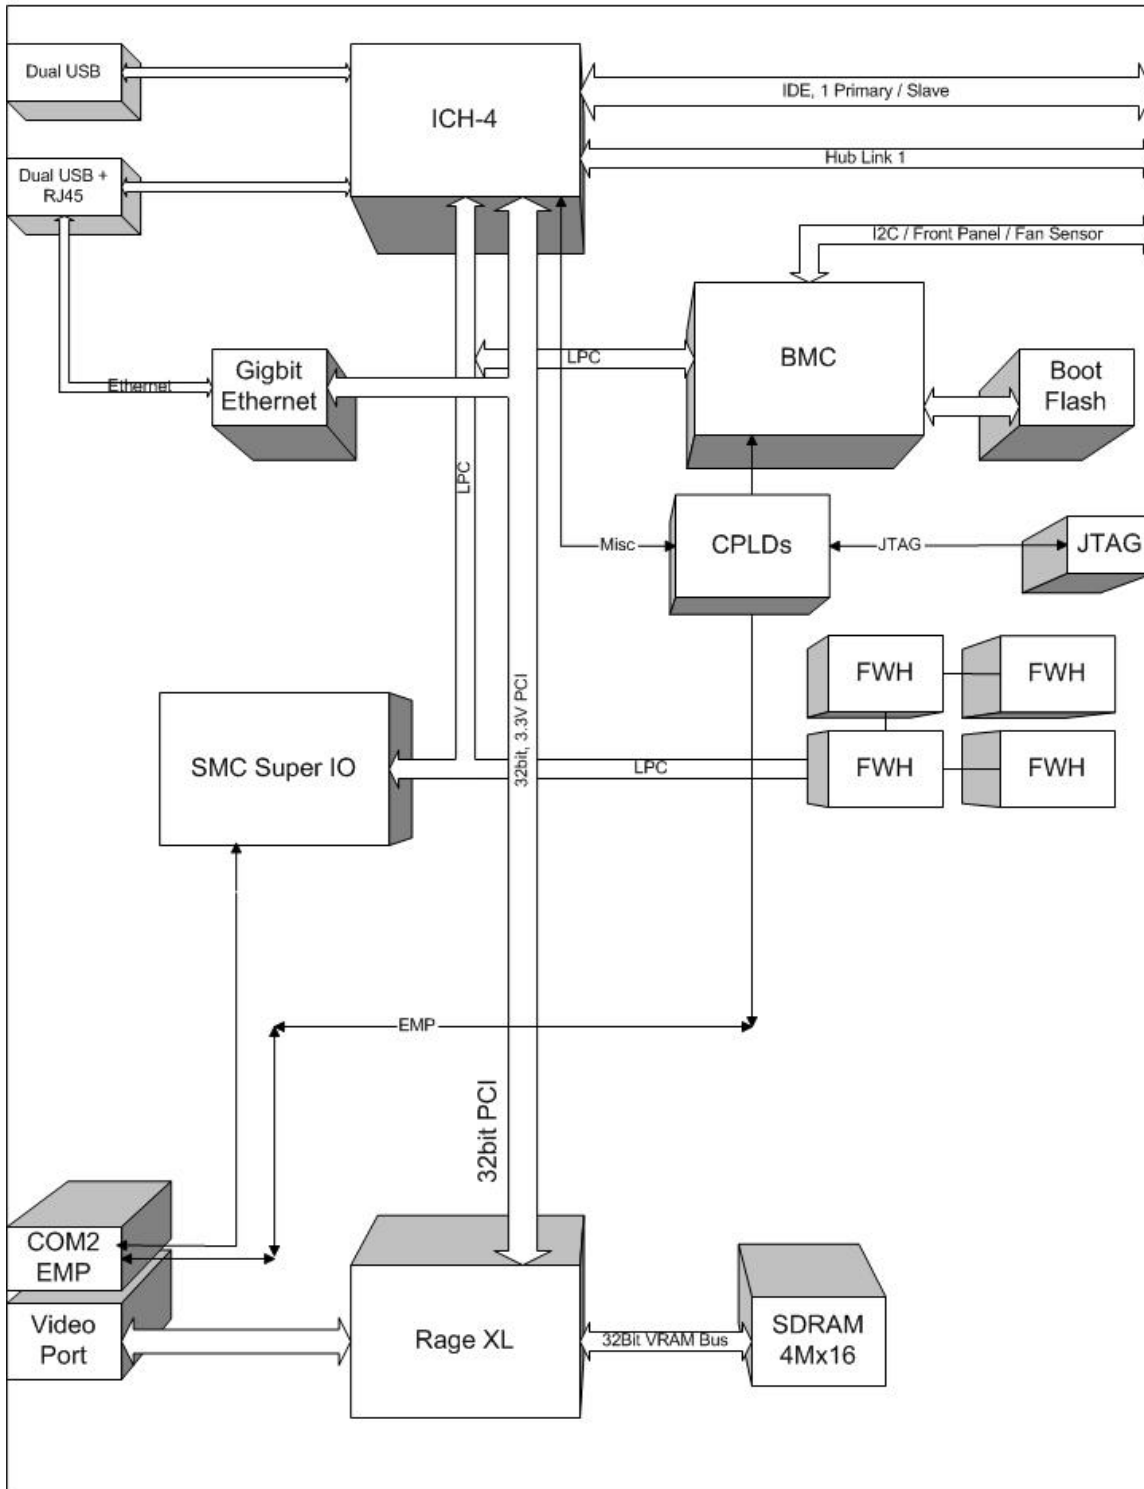 Dual USB
ICH-4
IDE, 1 Primary / Slave
Hub Link 1
Dual USB +
RJ45
I2C / Front Panel / Fan Sensor
Gigbit
Ethernet
Ethernet
LPC
BMC
Boot
Flash
LPC
Misc
CPLDs
JTAG
JTAG
FWH
FWH
32bit, 3.3V PCI
SMC Super IO
LPC
FWH
FWH
EMP
32bit PCI
COM2
EMP
Video
Port
Rage XL
32Bit VRAM Bus
SDRAM
4Mx16